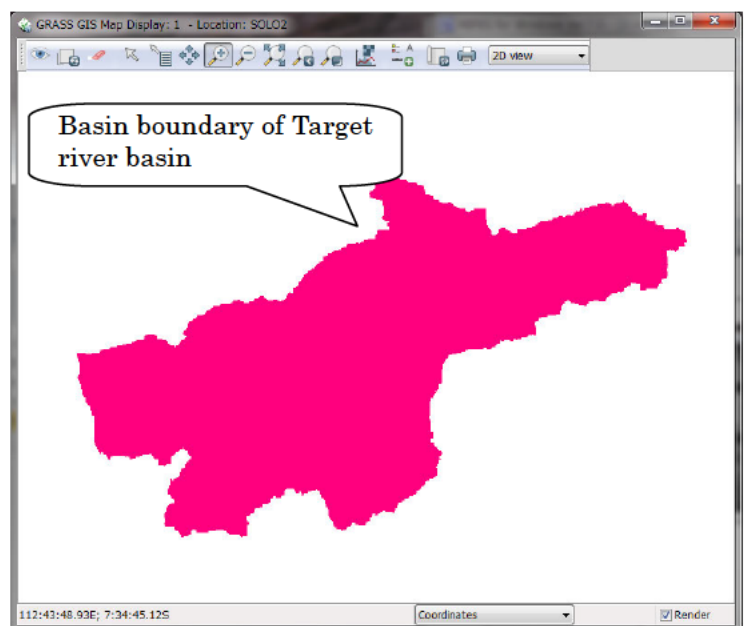 GRASS GIS Map Display: 1 - Location: SOLO2
2D view
Basin boundary of Target
river basin
112:43:48.93E; 7:34:45.12S
Coordinates
Render